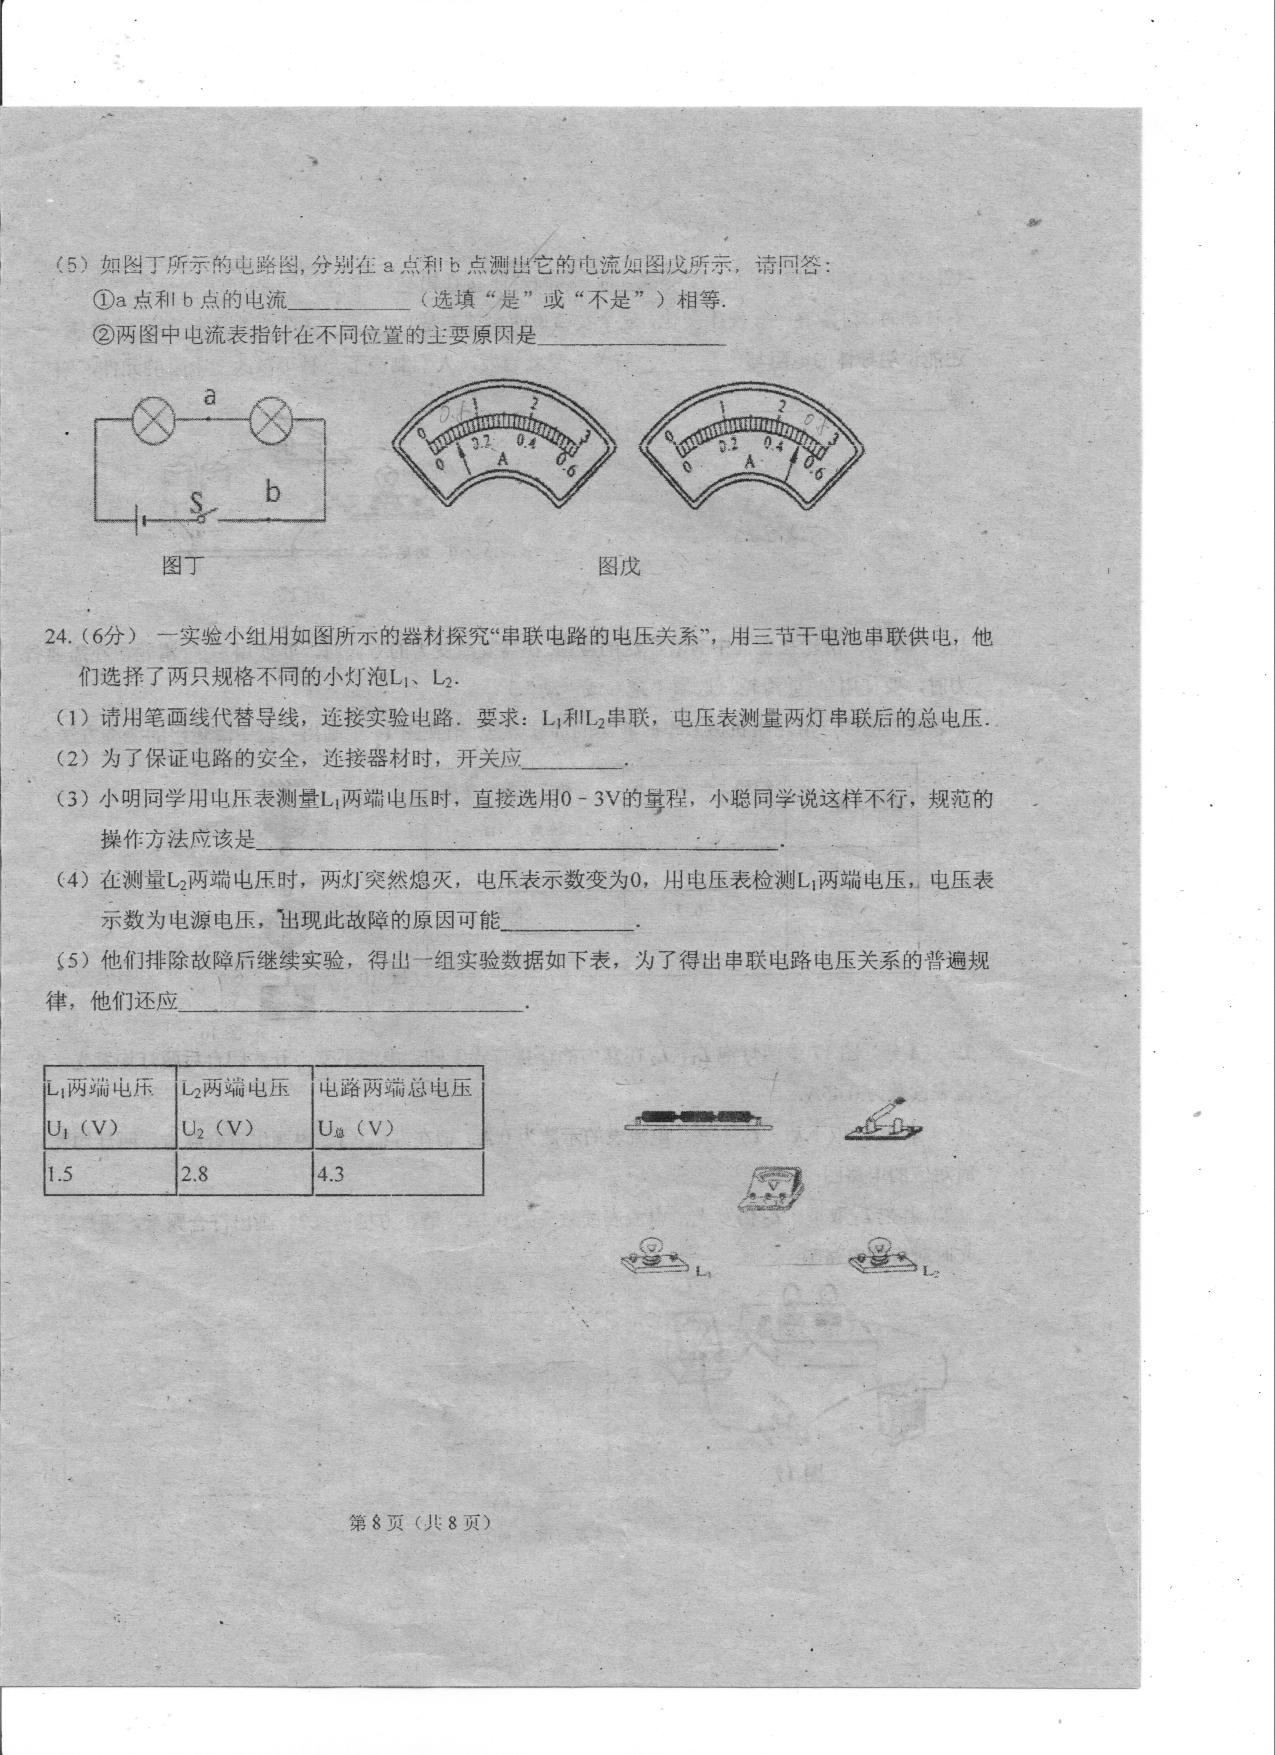 （5）如图丁所示的电路图,分别在 a 点和 b 点测出它的电流如图戊所示，请回答：
①a 点和 b 点的电流__________（选填“是”或“不是”）相等.
②两图中电流表指针在不同位置的主要原因是________________
a
S
b
0 1 2 3
0 0.2 0.4 0.6
A
0 1 2 3
0 0.2 0.4 0.6
A
图丁
图戊
24.（6分） 一实验小组用如图所示的器材探究“串联电路的电压关系”，用三节干电池串联供电，他
们选择了两只规格不同的小灯泡L₁、L₂.
（1）请用笔画线代替导线，连接实验电路．要求：L₁和L₂串联，电压表测量两灯串联后的总电压.
（2）为了保证电路的安全，连接器材时，开关应_________.
（3）小明同学用电压表测量L₁两端电压时，直接选用0﹣3V的量程，小聪同学说这样不行，规范的
操作方法应该是______________________________________________.
（4）在测量L₂两端电压时，两灯突然熄灭，电压表示数变为0，用电压表检测L₁两端电压，电压表
示数为电源电压，出现此故障的原因可能____________.
（5）他们排除故障后继续实验，得出一组实验数据如下表，为了得出串联电路电压关系的普遍规
律，他们还应______________________________.
L₁两端电压 L₂两端电压 电路两端总电压
U₁（V） U₂（V） U总（V）
1.5 2.8 4.3
V
L₁
L₂
第 8 页（共 8 页）